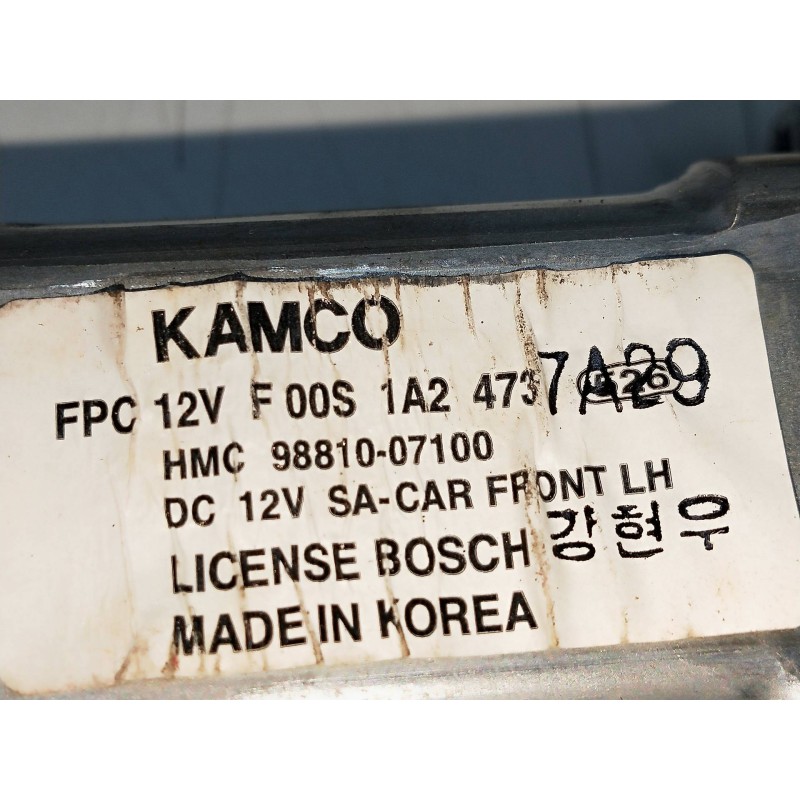 KAMCO
FPC 12V F 00S 1A2 473 7A29
HMC 98810-07100
DC 12V SA-CAR FRONT LH
LICENSE BOSCH 강현우
MADE IN KOREA